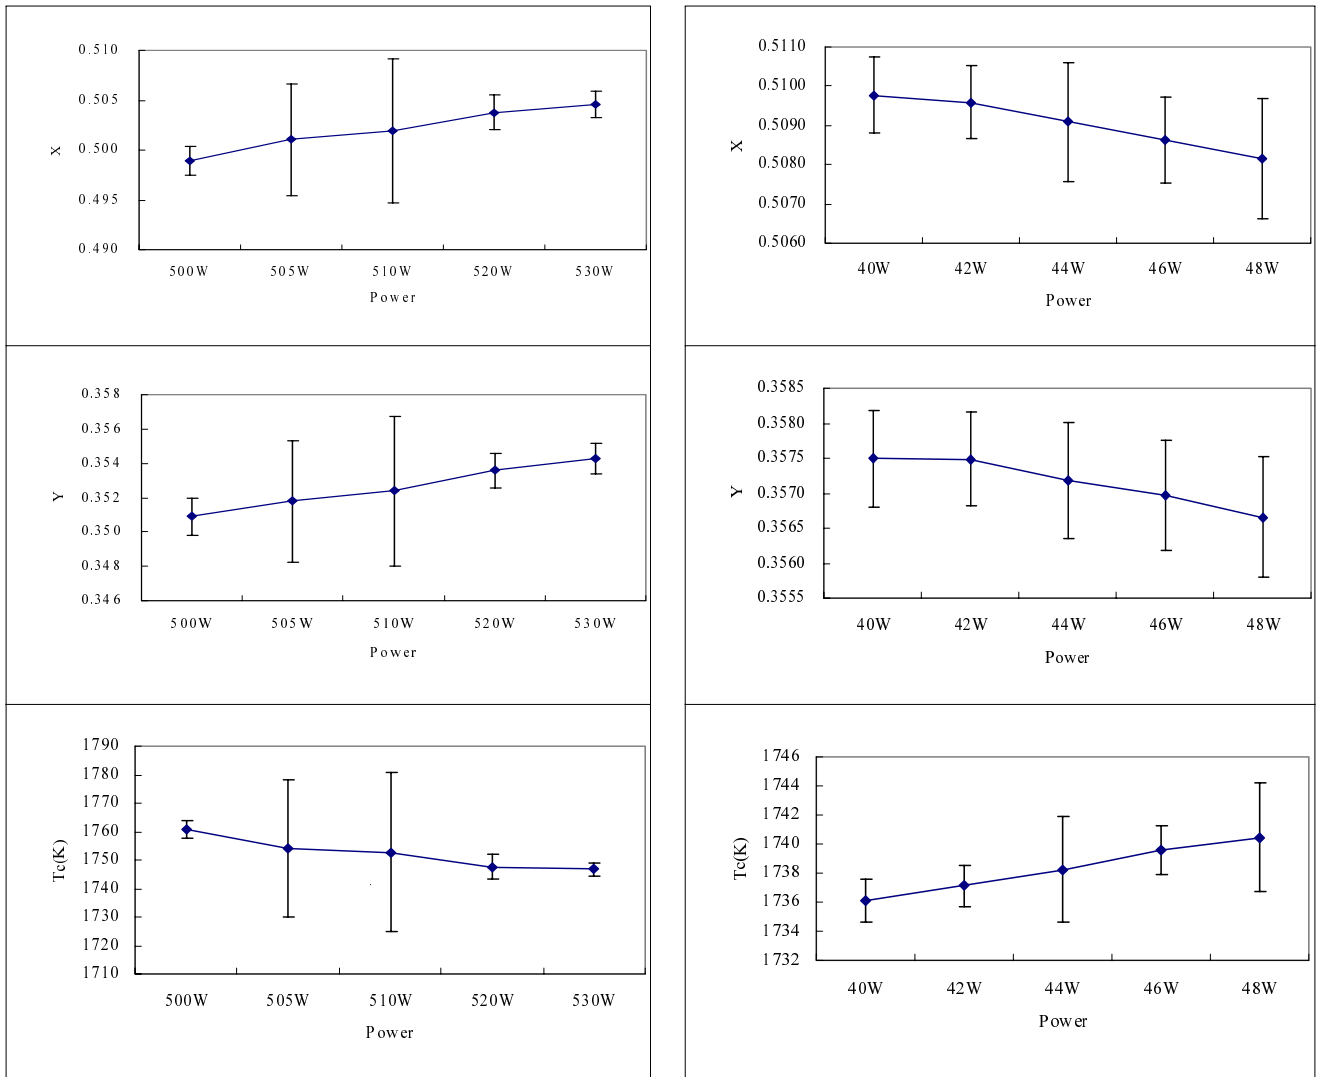 0.510
0.505
0.500
0.495
0.490
X
500W 505W 510W 520W 530W
Power
0.5110
0.5100
0.5090
0.5080
0.5070
0.5060
X
40W 42W 44W 46W 48W
Power
0.358
0.356
0.354
0.352
0.350
0.348
0.346
Y
500W 505W 510W 520W 530W
Power
0.3585
0.3580
0.3575
0.3570
0.3565
0.3560
0.3555
Y
40W 42W 44W 46W 48W
Power
1790
1780
1770
1760
1750
1740
1730
1720
1710
Tc(K)
500W 505W 510W 520W 530W
Power
1746
1744
1742
1740
1738
1736
1734
1732
Tc(K)
40W 42W 44W 46W 48W
Power